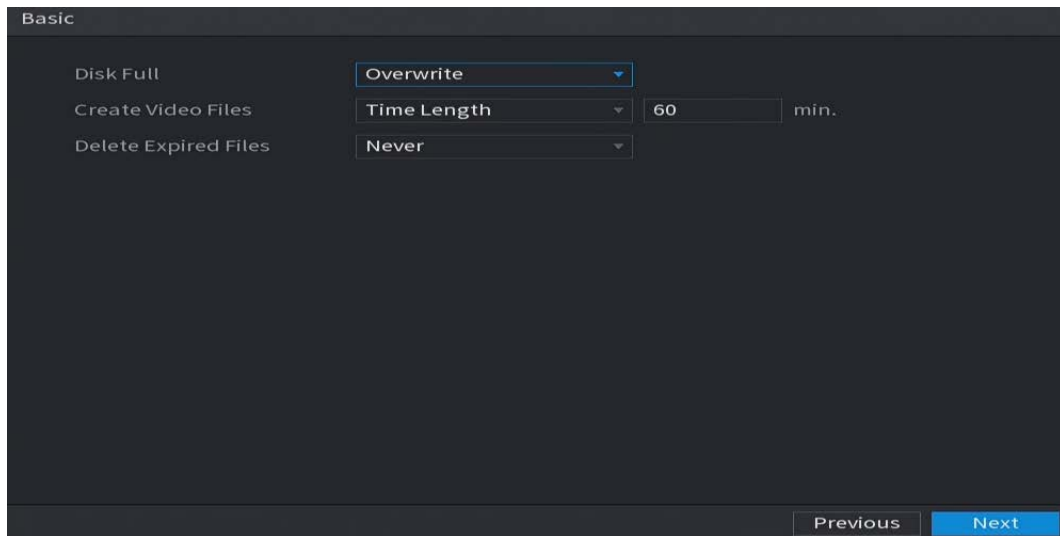 Basic
Disk Full Overwrite
Create Video Files Time Length 60 min.
Delete Expired Files Never
Previous Next